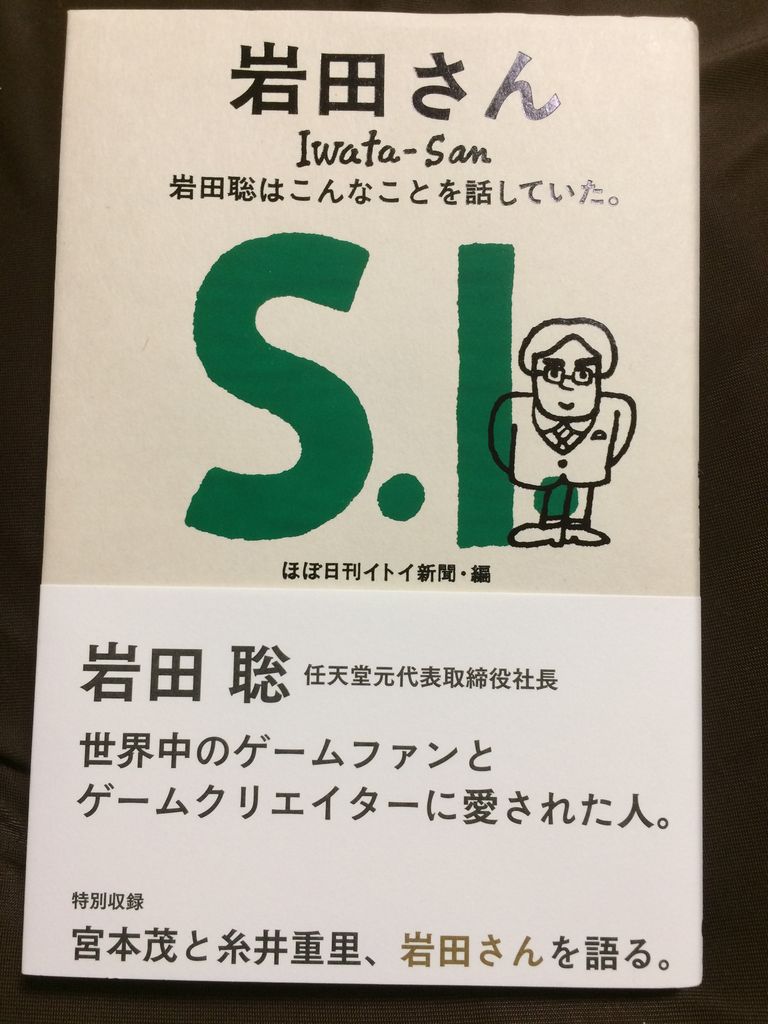 岩田さん
Iwata-San
岩田聡はこんなことを話していた。
S.I.
ほぼ日刊イトイ新聞・編
岩田 聡 任天堂元代表取締役社長
世界中のゲームファンと
ゲームクリエイターに愛された人。
特別収録
宮本茂と糸井重里、岩田さんを語る。